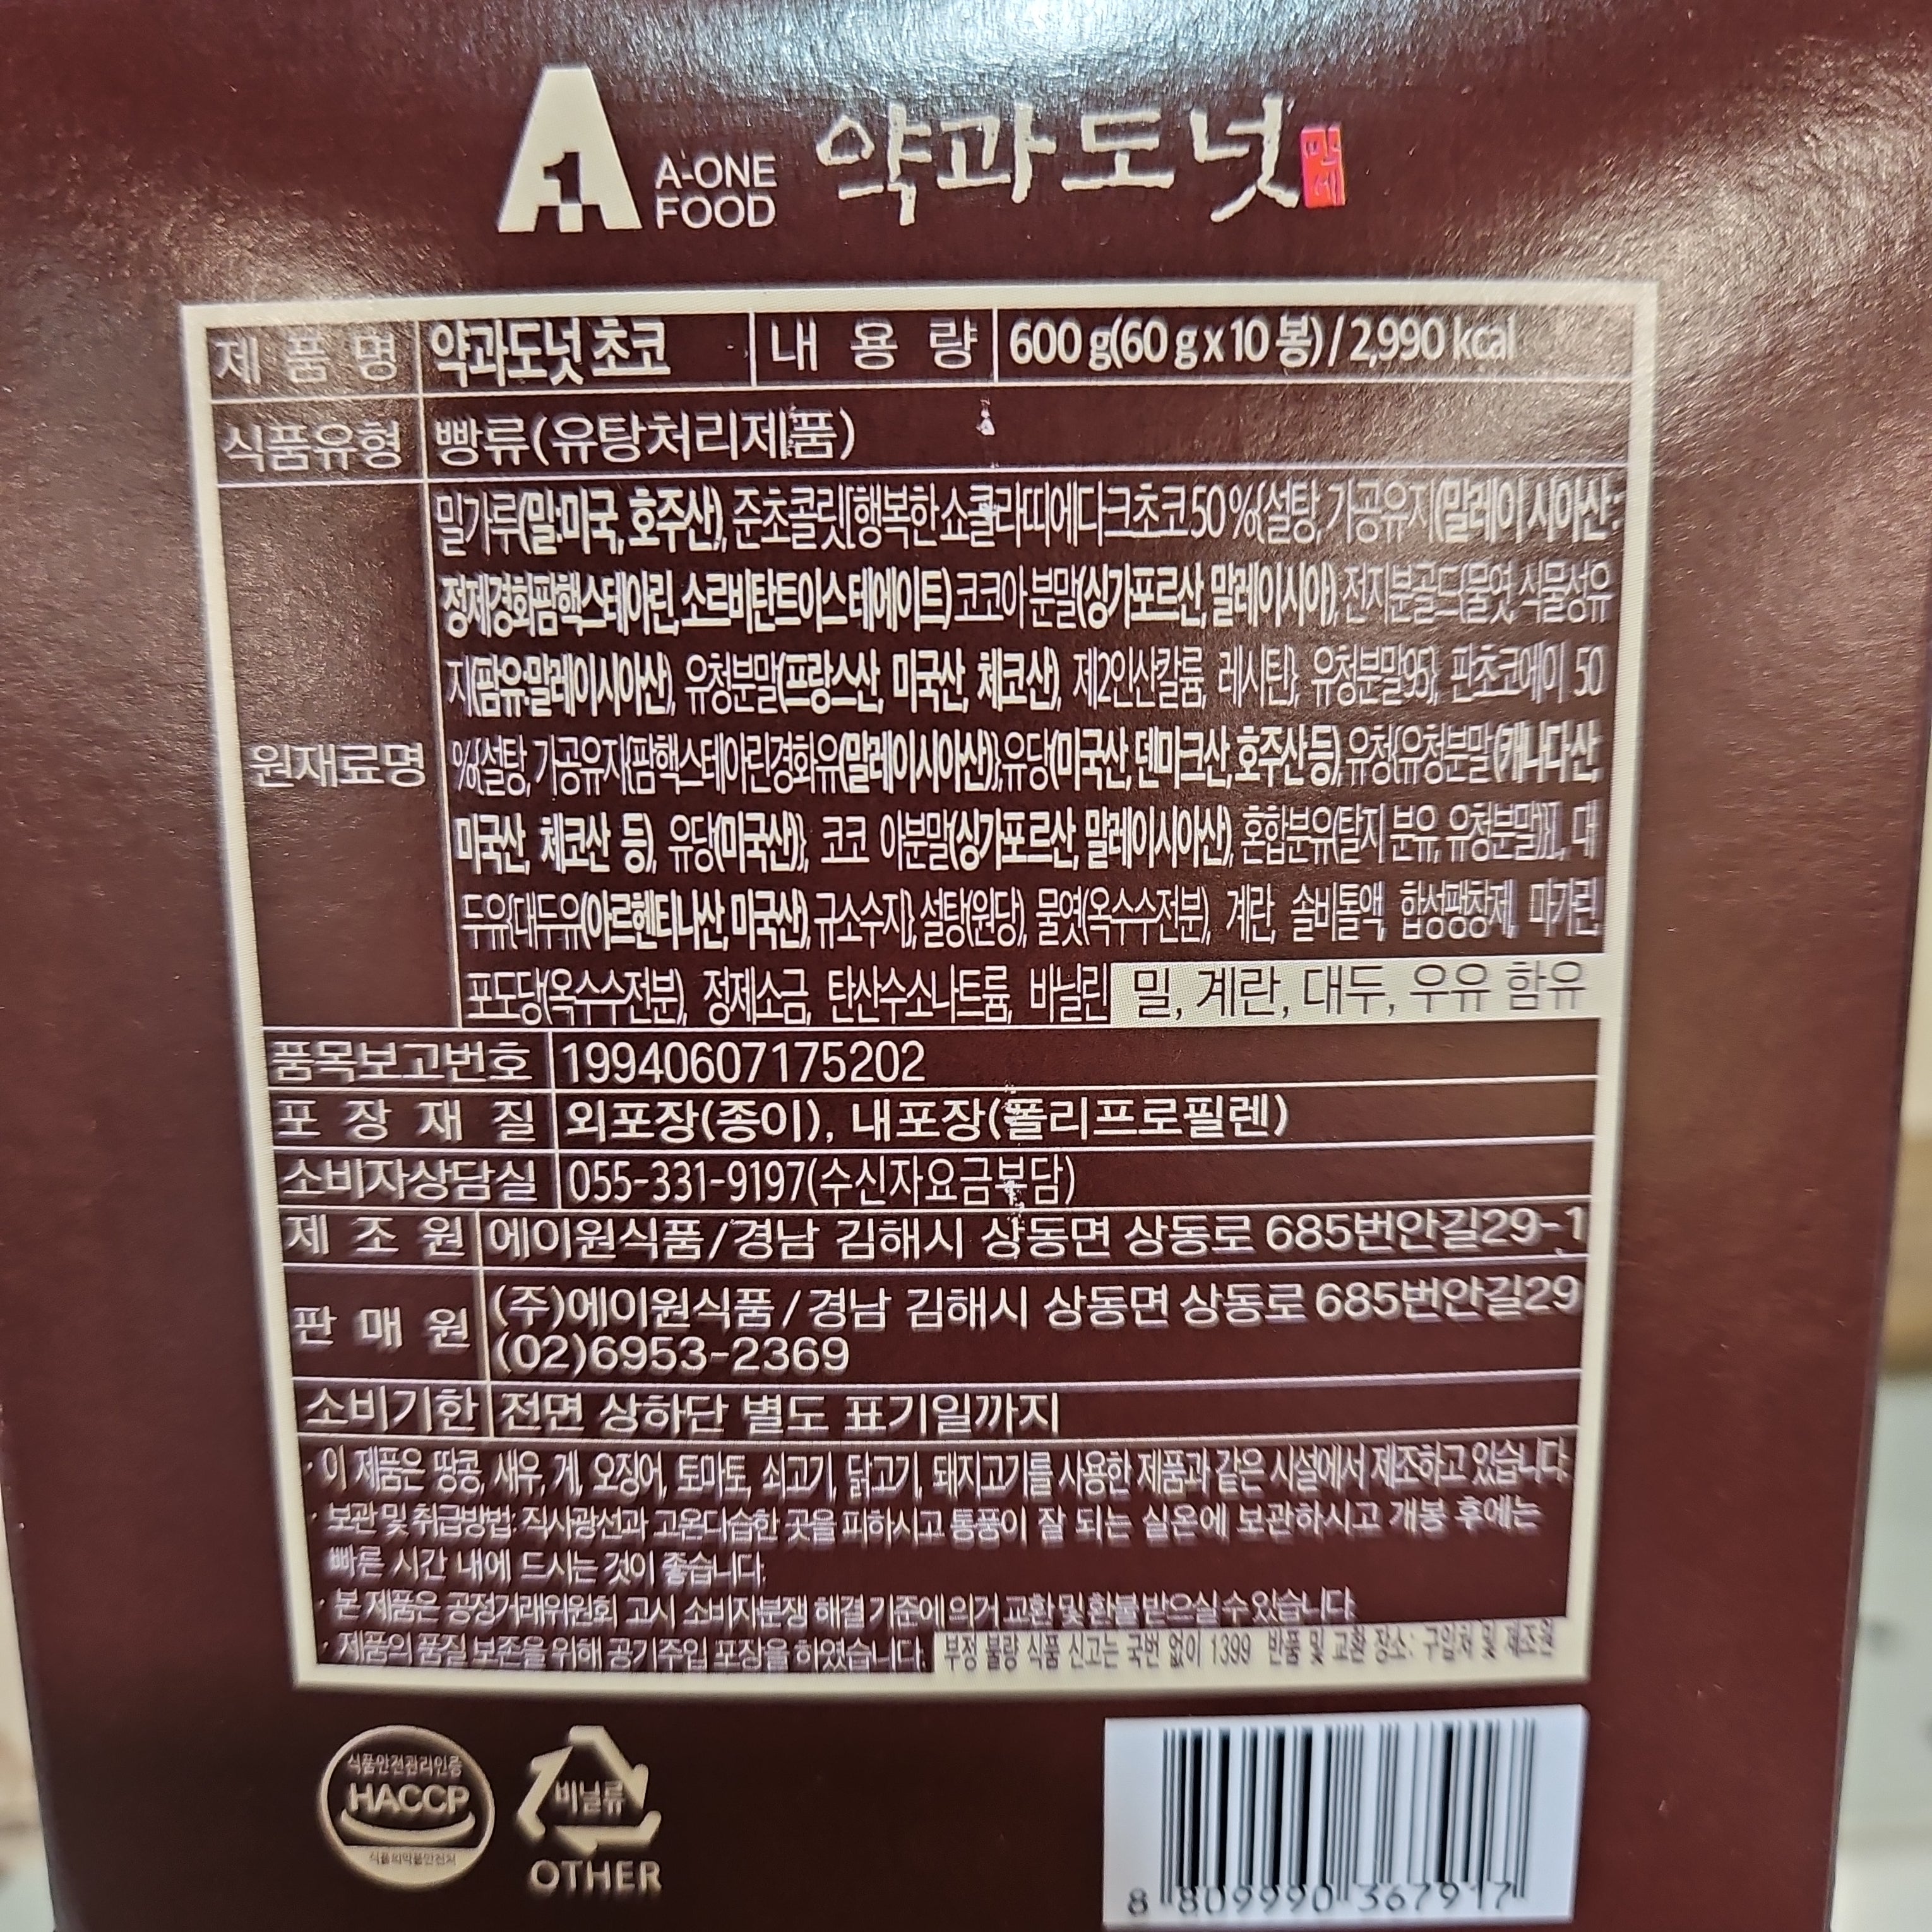 A-ONE
FOOD
약과도넛
제 품 명 약과도넛 초코 내 용 량 600 g(60 g x 10 봉) / 2,990 kcal
식품유형 빵류(유탕처리제품)
원재료명
밀가루(밀:미국, 호주산), 준초콜릿[행복한쇼콜라띠에다크초코50 %{설탕, 가공유지(말레이시아산:
정제경화팜핵스테아린, 소르비탄트이스테에이트) 코코아 분말(싱가포르산, 말레이시아), 전지분골드{물엿, 식물성유
지(팜유:말레이시아산), 유청분말(프랑스산, 미국산, 체코산), 제2인산칼륨, 레시틴}, 유청분말95}, 판초코에이 50
%{설탕, 가공유지{팜핵스테아린경화유(말레이시아산)},유당(미국산, 덴마크산, 호주산 등),유청{유청분말(캐나다산,
미국산, 체코산 등), 유당(미국산)}, 코코 아분말(싱가포르산, 말레이시아산), 혼합분유(탈지 분유, 유청분말)}], 대
두유{대두유(아르헨티나산, 미국산), 규소수지}, 설탕(원당), 물엿(옥수수전분), 계란, 솔비톨액, 합성팽창제, 마가린,
포도당(옥수수전분), 정제소금, 탄산수소나트륨, 바닐린 밀, 계란, 대두, 우유 함유
품목보고번호 19940607175202
포 장 재 질 외포장(종이), 내포장(폴리프로필렌)
소비자상담실 055-331-9197(수신자요금부담)
제 조 원 에이원식품/경남 김해시 상동면 상동로 685번안길29-1
판 매 원 (주)에이원식품/경남 김해시 상동면 상동로 685번안길29
(02)6953-2369
소비기한 전면 상하단 별도 표기일까지
· 이 제품은 땅콩, 새우, 게, 오징어, 토마토, 쇠고기, 닭고기, 돼지고기를 사용한 제품과 같은 시설에서 제조하고 있습니다.
· 보관 및 취급방법: 직사광선과 고온다습한 곳을 피하시고 통풍이 잘 되는 실온에 보관하시고 개봉 후에는
빠른 시간 내에 드시는 것이 좋습니다.
· 본 제품은 공정거래위원회 고시 소비자분쟁 해결 기준에 의거 교환 및 환불 받으실 수 있습니다.
· 제품의 품질 보존을 위해 공기주입 포장을 하였습니다. 부정 불량 식품 신고는 국번 없이 1399 반품 및 교환 장소: 구입처 및 제조원
식품안전관리인증
HACCP
식품의약품안전처
비닐류
OTHER
8 809990 367917